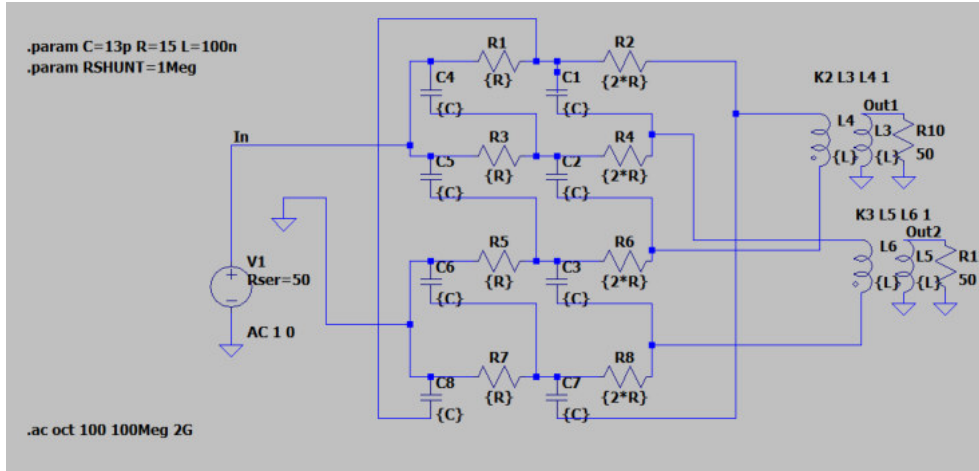 .param C=13p R=15 L=100n
.param RSHUNT=1Meg
R1
{R}
R2
{2*R}
C4
{C}
C1
{C}
K2 L3 L4 1
Out1
L4
{L}
L3
{L}
R10
50
In
R3
{R}
R4
{2*R}
C5
{C}
C2
{C}
K3 L5 L6 1
Out2
L6
{L}
L5
{L}
R1
50
V1
Rser=50
AC 1 0
R5
{R}
R6
{2*R}
C6
{C}
C3
{C}
R7
{R}
R8
{2*R}
C8
{C}
C7
{C}
.ac oct 100 100Meg 2G